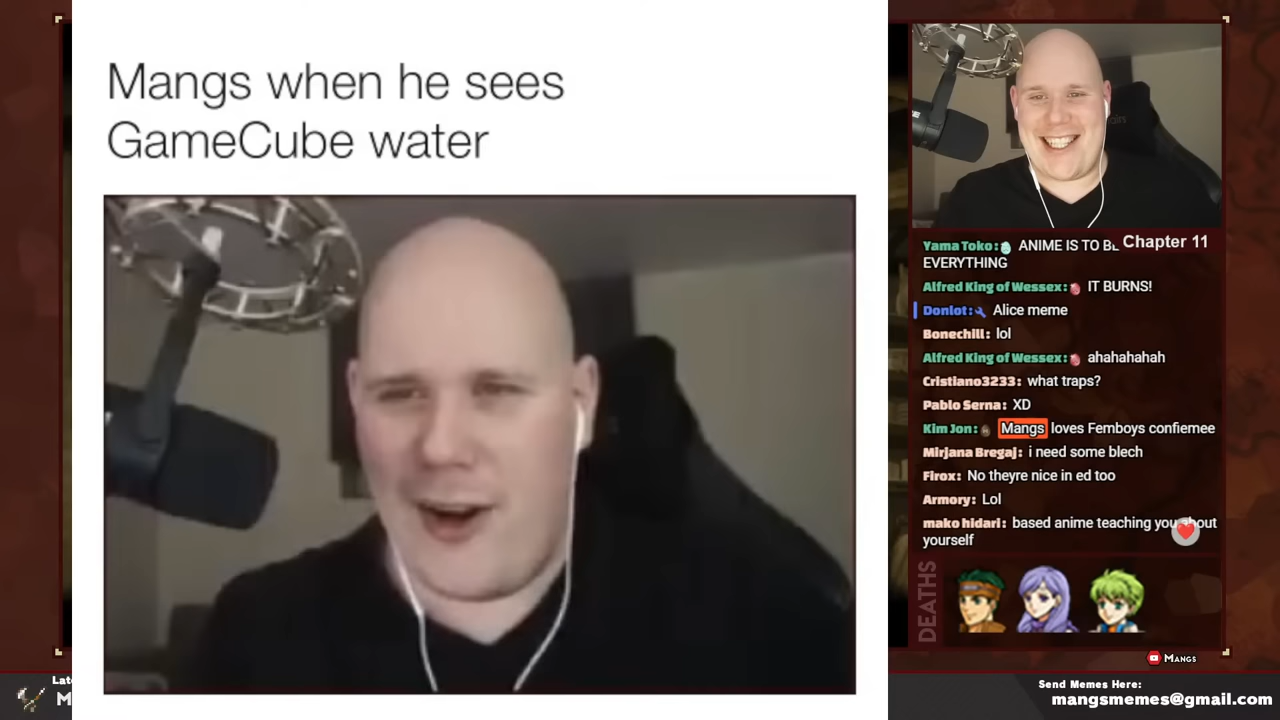 Mangs when he sees
GameCube water
Chapter 11
Yama Toko: ANIME IS TO
EVERYTHING
Alfred King of Wessex: IT BURNS!
Donlot: Alice meme
Bonechill: lol
Alfred King of Wessex: ahahahahah
Cristiano3233: what traps?
Pablo Serna: XD
Kim Jon: Mangs loves Femboys confiemee
Mirjana Bregaj: i need some blech
Firox: No theyre nice in ed too
Armory: Lol
mako hidari: based anime teaching you about
yourself
DEATHS
MANGS
Send Memes Here:
mangsmemes@gmail.com
Lat
M